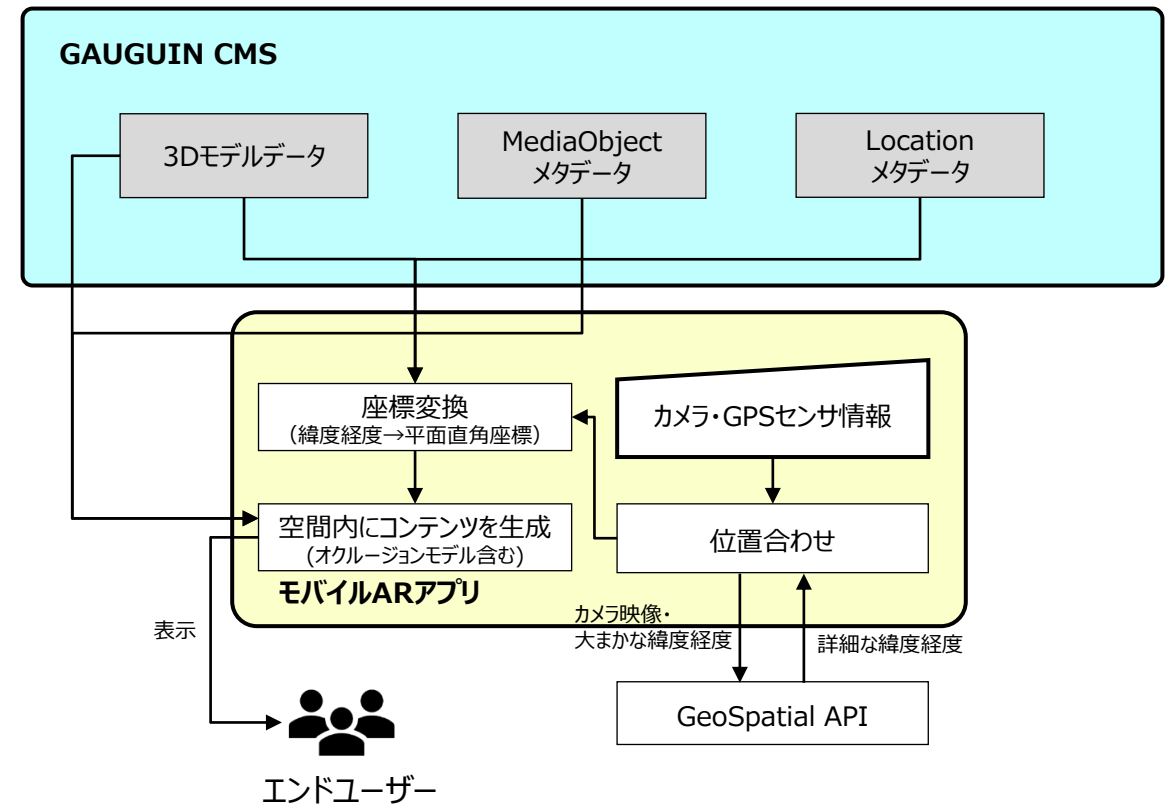 GAUGUIN CMS
3Dモデルデータ
MediaObject
メタデータ
Location
メタデータ
座標変換
（緯度経度→平面直角座標）
カメラ・GPSセンサ情報
空間内にコンテンツを生成
(オクルージョンモデル含む)
位置合わせ
モバイルARアプリ
表示
カメラ映像・
大まかな緯度経度
詳細な緯度経度
GeoSpatial API
エンドユーザー